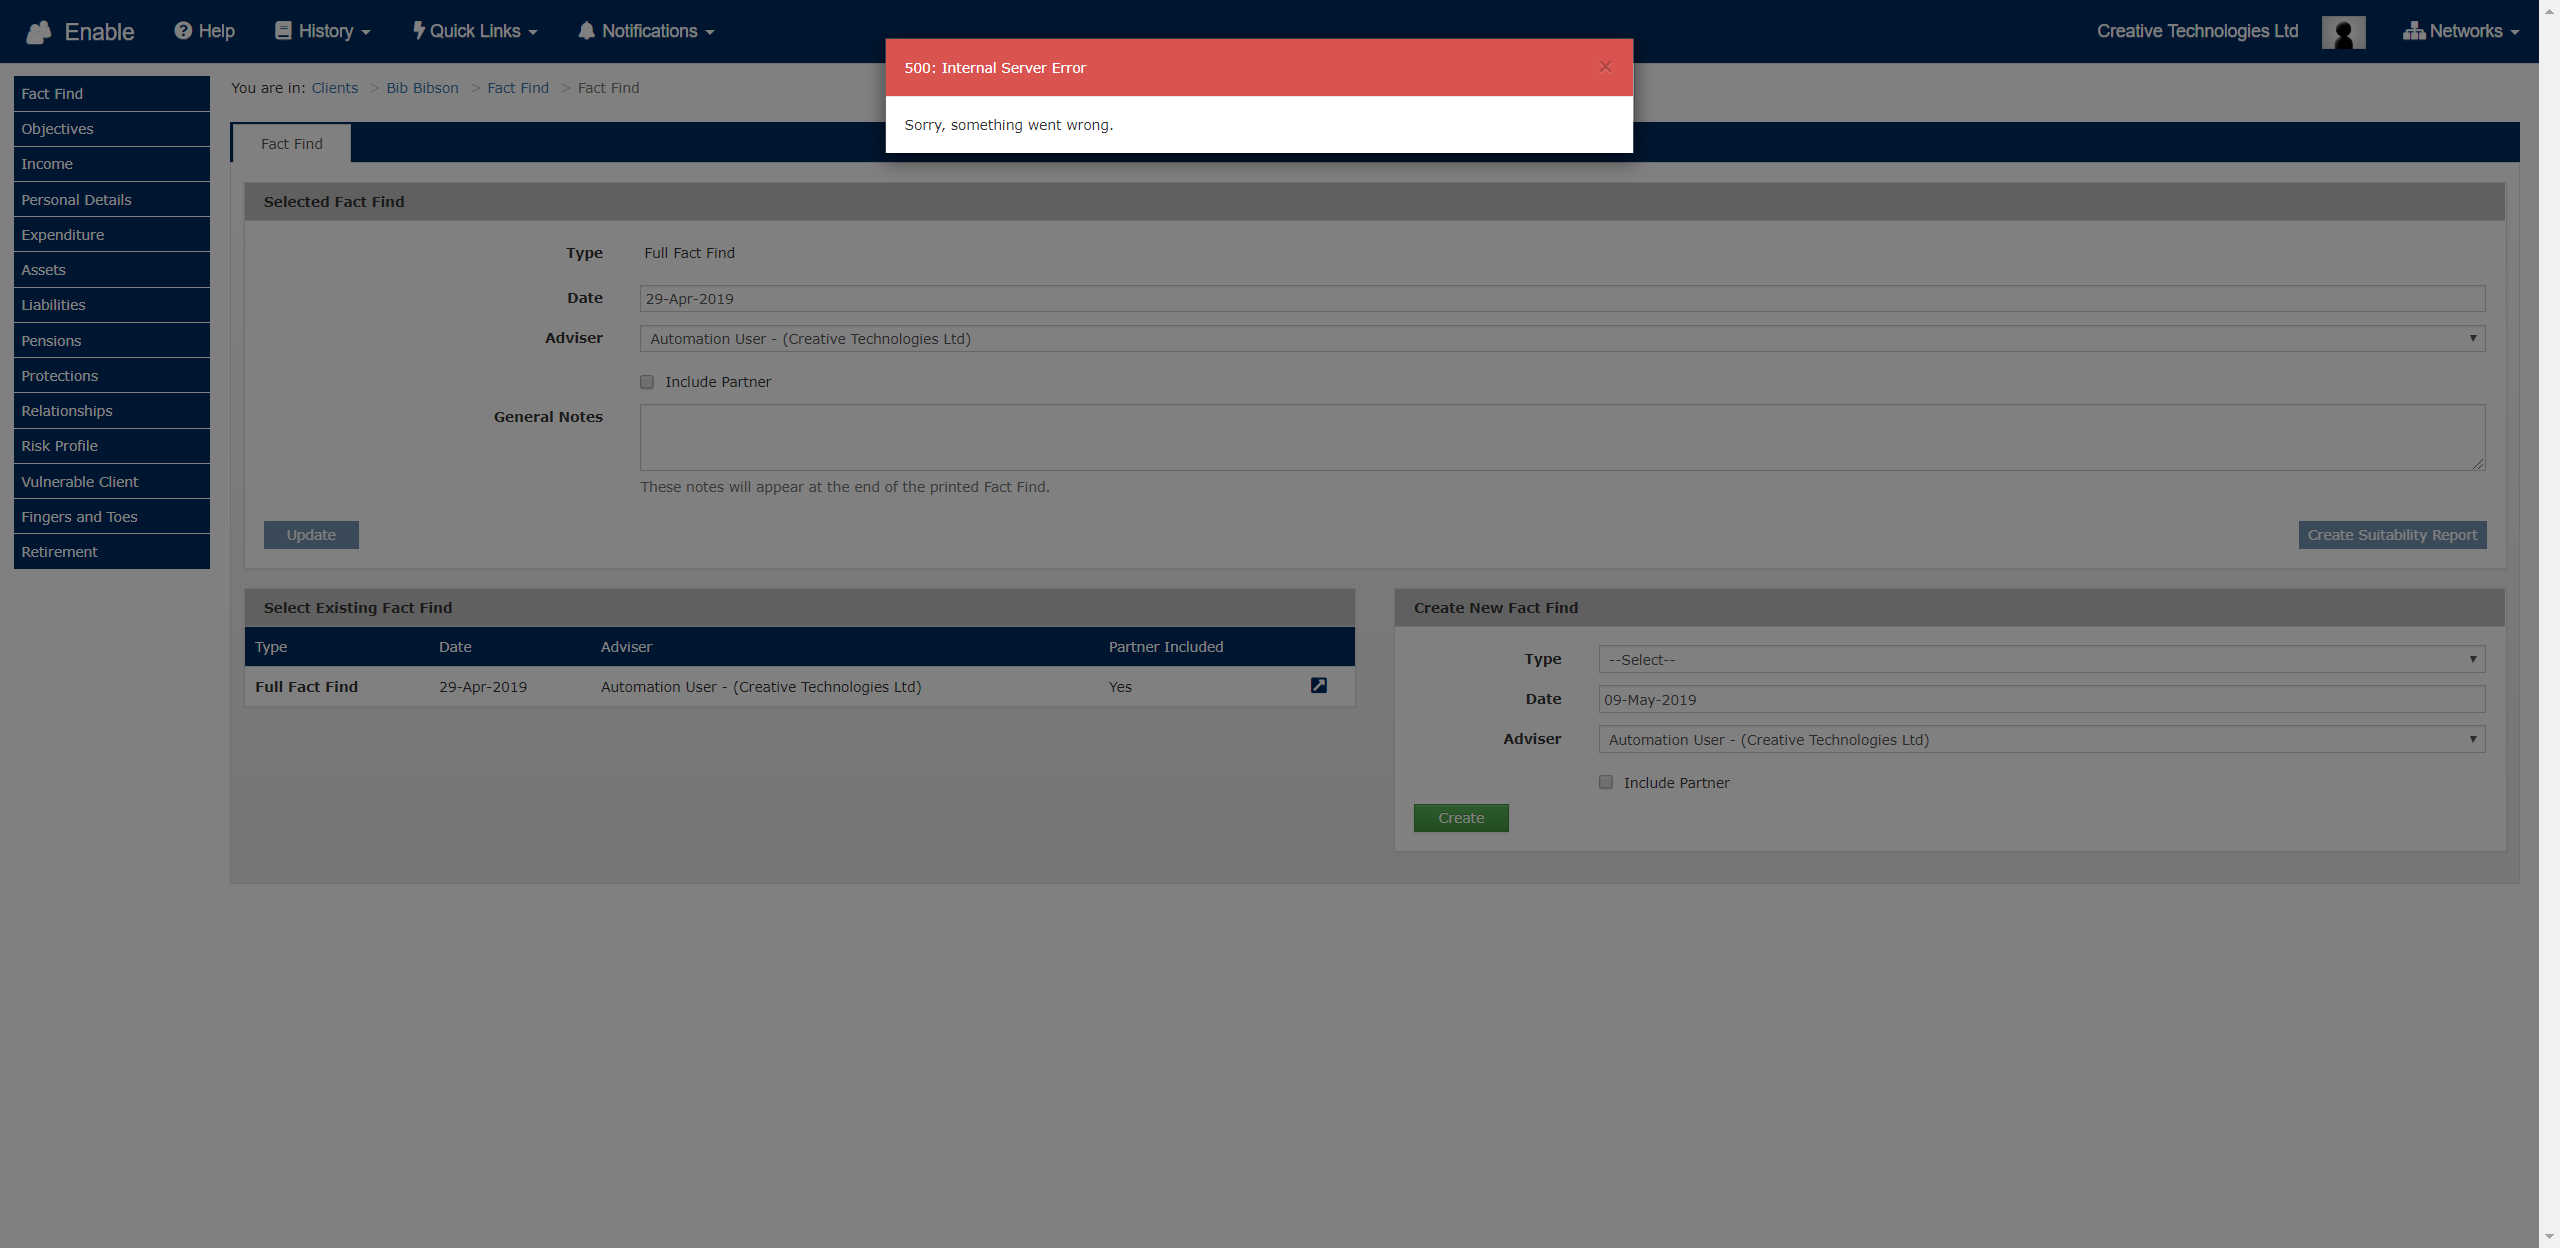 Enable Help History Quick Links Notifications Creative Technologies Ltd Networks
500: Internal Server Error ×
Sorry, something went wrong.
You are in: Clients > Bib Bibson > Fact Find > Fact Find
Fact Find
Objectives
Income
Personal Details
Expenditure
Assets
Liabilities
Pensions
Protections
Relationships
Risk Profile
Vulnerable Client
Fingers and Toes
Retirement
Fact Find
Selected Fact Find
Type Full Fact Find
Date 29-Apr-2019
Adviser Automation User - (Creative Technologies Ltd)
Include Partner
General Notes
These notes will appear at the end of the printed Fact Find.
Update Create Suitability Report
Select Existing Fact Find
Type Date Adviser Partner Included
Full Fact Find 29-Apr-2019 Automation User - (Creative Technologies Ltd) Yes
Create New Fact Find
Type --Select--
Date 09-May-2019
Adviser Automation User - (Creative Technologies Ltd)
Include Partner
Create